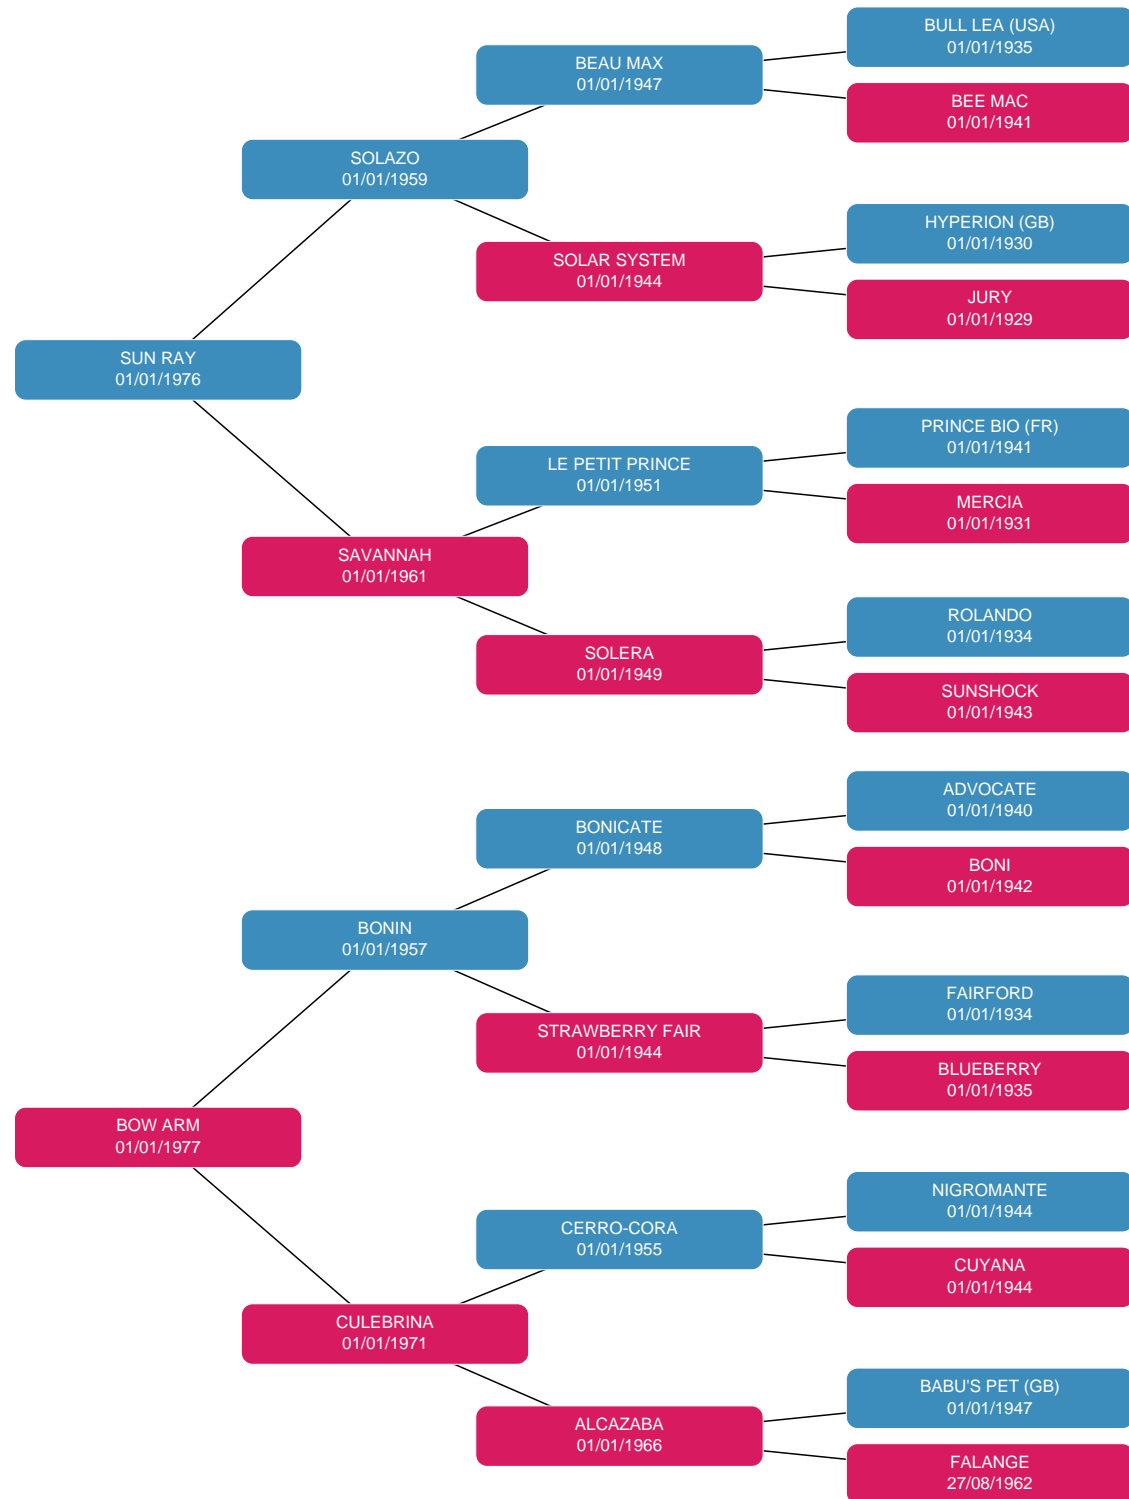 BULL LEA (USA)
01/01/1935
BEAU MAX
01/01/1947
BEE MAC
01/01/1941
SOLAZO
01/01/1959
HYPERION (GB)
01/01/1930
SOLAR SYSTEM
01/01/1944
JURY
01/01/1929
SUN RAY
01/01/1976
PRINCE BIO (FR)
01/01/1941
LE PETIT PRINCE
01/01/1951
MERCIA
01/01/1931
SAVANNAH
01/01/1961
ROLANDO
01/01/1934
SOLERA
01/01/1949
SUNSHOCK
01/01/1943
ADVOCATE
01/01/1940
BONICATE
01/01/1948
BONI
01/01/1942
BONIN
01/01/1957
FAIRFORD
01/01/1934
STRAWBERRY FAIR
01/01/1944
BLUEBERRY
01/01/1935
BOW ARM
01/01/1977
NIGROMANTE
01/01/1944
CERRO-CORA
01/01/1955
CUYANA
01/01/1944
CULEBRINA
01/01/1971
BABU'S PET (GB)
01/01/1947
ALCAZABA
01/01/1966
FALANGE
27/08/1962